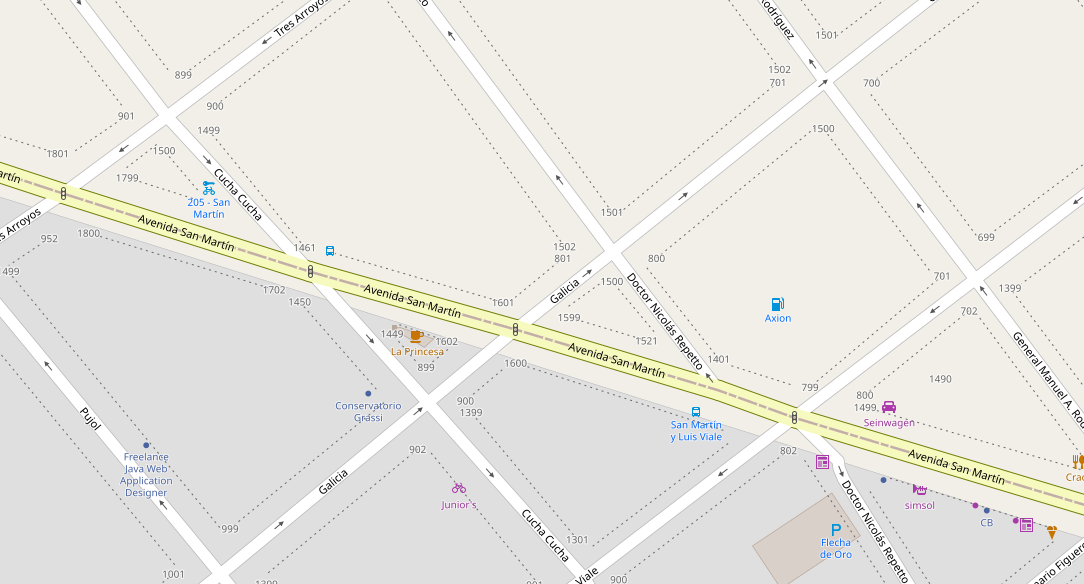 Tres Arroyos
Rodríguez
1501
899
1502
701
700
900
901
1499
1500
1500
1801
1799
Cucha Cucha
205 - San
Martín
Avenida San Martín
952
1800
1461
499
1501
1502
801
800
699
701
1399
702
1702
1450
Galicia
1500
1601
1599
1521
Doctor Nicolás Repetto
Axion
Avenida San Martín
1449
1602
La Princesa
899
1600
Avenida San Martín
1401
799
800
1499
1490
General Manuel A. Rod
Seinwagen
Conservatorio
Grassi
900
1399
San Martín
y Luis Viale
Pujol
902
802
Freelance
Java Web
Application
Designer
Galicia
Junior's
Avenida San Martín
simsol
CB
Doctor Nicolás Repetto
Flecha
de Oro
999
1001
Cucha Cucha
1301
Viale
900